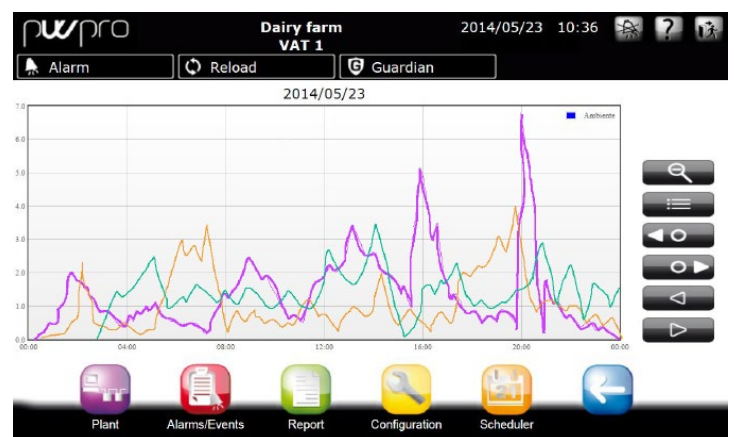 pwpro
Dairy farm
VAT 1
2014/05/23 10:36
?
Alarm
Reload
G Guardian
2014/05/23
7.0
Ambiente
6.0
5.0
4.0
3.0
2.0
1.0
0.0
00:00 04:00 08:00 12:00 16:00 20:00 00:00
21
Plant Alarms/Events Report Configuration Scheduler